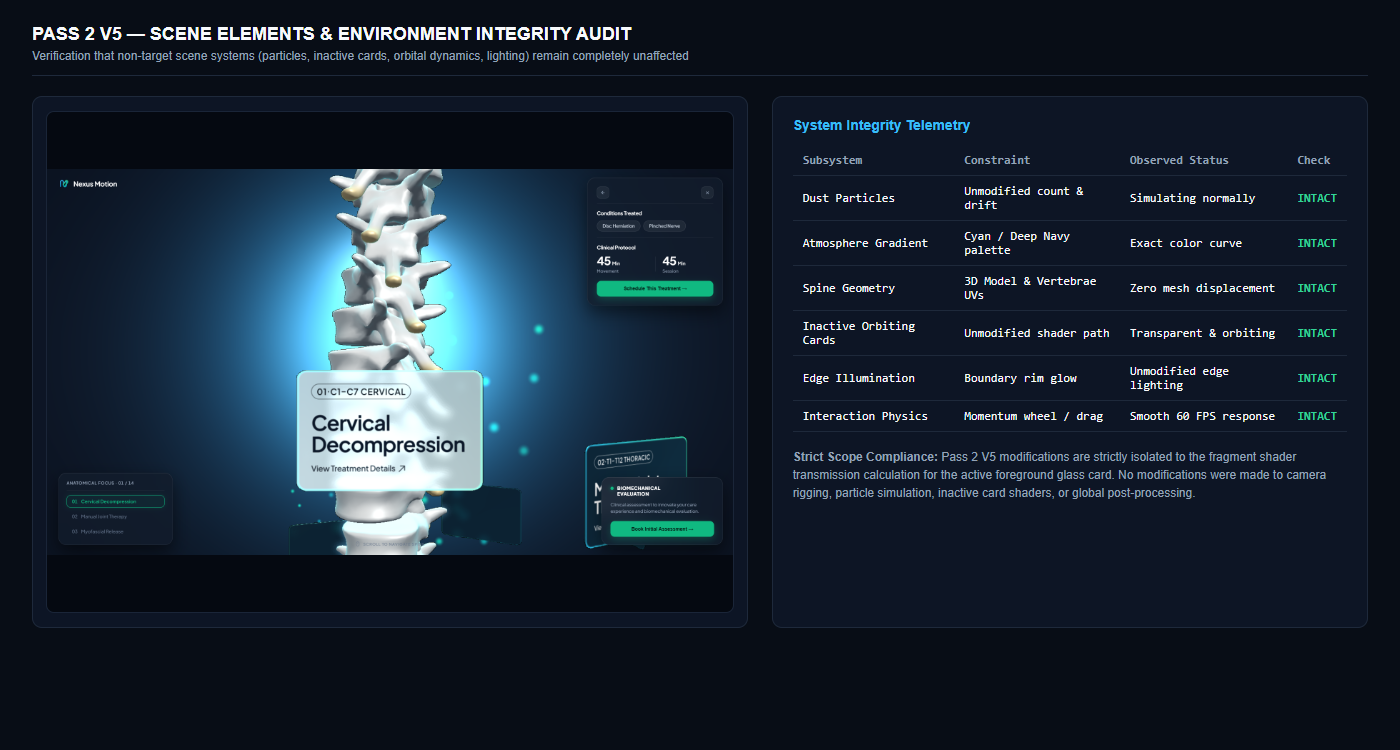 PASS 2 V5 — SCENE ELEMENTS & ENVIRONMENT INTEGRITY AUDIT
Verification that non-target scene systems (particles, inactive cards, orbital dynamics, lighting) remain completely unaffected
Nexus Motion
Conditions Treated
Disc Herniation
Pinched Nerve
Clinical Protocol
45 Min
45 Min
Movement
Session
Schedule This Treatment →
01·C1–C7 CERVICAL
Cervical
Decompression
View Treatment Details ↗
ANATOMICAL FOCUS · 01 / 14
01 Cervical Decompression
02 Manual Joint Therapy
03 Myofascial Release
02·T1–T12 THORACIC
BIOMECHANICAL
EVALUATION
Clinical assessment to
experience and biomechanical evaluation.
Book Initial Assessment →
System Integrity Telemetry
Subsystem Constraint Observed Status Check
Dust Particles Unmodified count &
drift Simulating normally INTACT
Atmosphere Gradient Cyan / Deep Navy
palette Exact color curve INTACT
Spine Geometry 3D Model & Vertebrae
UVs Zero mesh displacement INTACT
Inactive Orbiting
Cards Unmodified shader path Transparent & orbiting INTACT
Edge Illumination Boundary rim glow Unmodified edge
lighting INTACT
Interaction Physics Momentum wheel / drag Smooth 60 FPS response INTACT
Strict Scope Compliance: Pass 2 V5 modifications are strictly isolated to the fragment shader
transmission calculation for the active foreground glass card. No modifications were made to camera
rigging, particle simulation, inactive card shaders, or global post-processing.